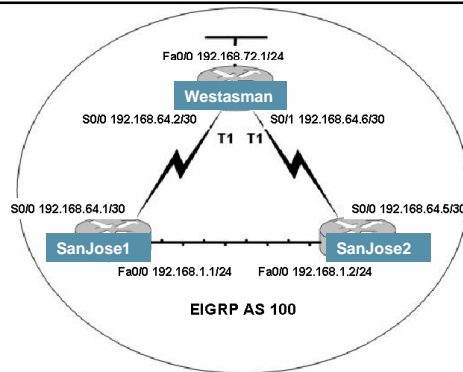 Fa0/0 192.168.72.1/24
Westasman
S0/0 192.168.64.2/30
S0/1 192.168.64.6/30
T1 T1
S0/0 192.168.64.1/30
S0/0 192.168.64.5/30
SanJose1
SanJose2
Fa0/0 192.168.1.1/24
Fa0/0 192.168.1.2/24
EIGRP AS 100